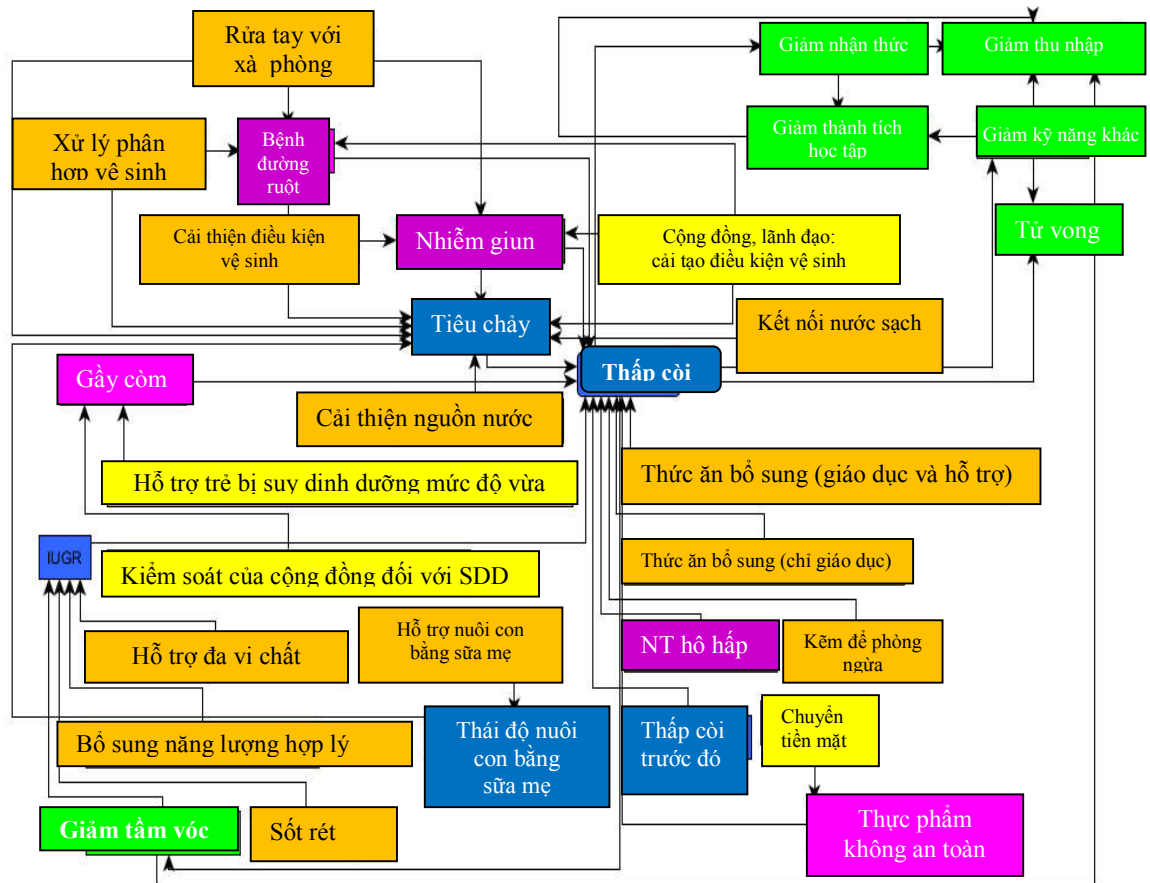 Rửa tay với
xà phòng
Giảm nhận thức
Giảm thu nhập
Xử lý phân
hợp vệ sinh
Bệnh
đường
ruột
Giảm thành tích
học tập
Giảm kỹ năng khác
Cải thiện điều kiện
vệ sinh
Nhiễm giun
Cộng đồng, lãnh đạo:
cải tạo điều kiện vệ sinh
Tử vong
Tiêu chảy
Kết nối nước sạch
Gầy còm
Thấp còi
Cải thiện nguồn nước
Hỗ trợ trẻ bị suy dinh dưỡng mức độ vừa
Thức ăn bổ sung (giáo dục và hỗ trợ)
IUGR
Kiểm soát của cộng đồng đối với SDD
Thức ăn bổ sung (chỉ giáo dục)
Hỗ trợ đa vi chất
Hỗ trợ nuôi con
bằng sữa mẹ
NT hô hấp
Kẽm để phòng
ngừa
Bổ sung năng lượng hợp lý
Thái độ nuôi
con bằng
sữa mẹ
Thấp còi
trước đó
Chuyển
tiền mặt
Giảm tầm vóc
Sốt rét
Thực phẩm
không an toàn